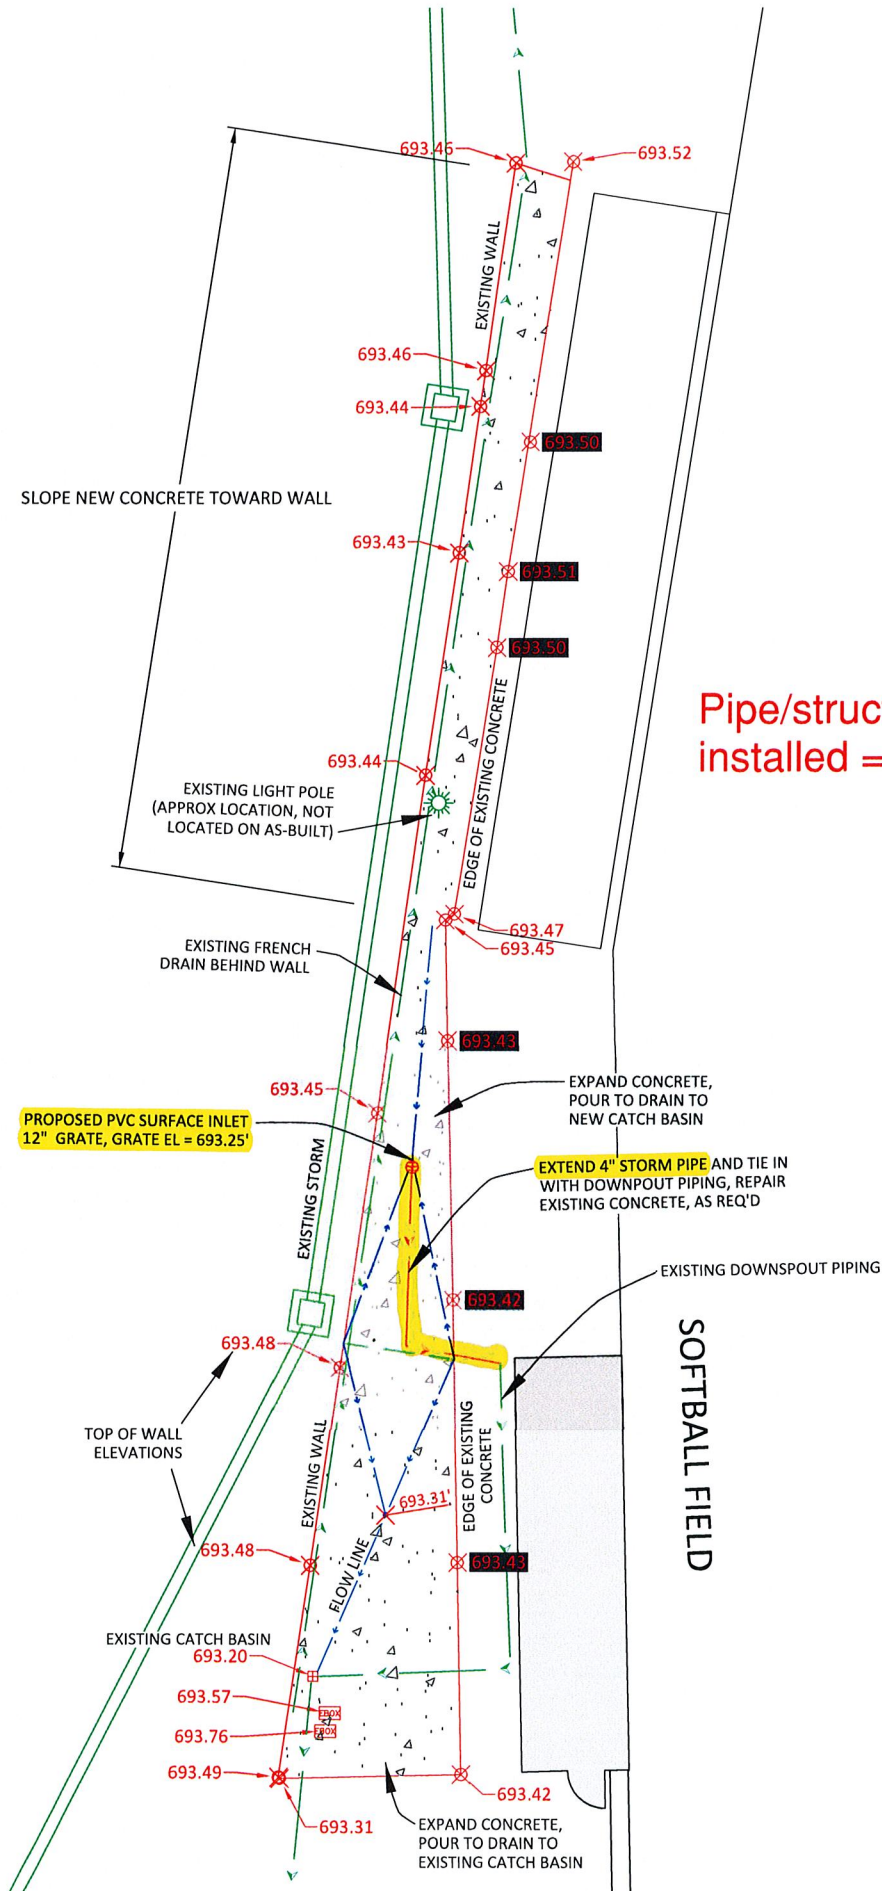 693.46
693.52
EXISTING WALL
693.46
693.44
693.50
SLOPE NEW CONCRETE TOWARD WALL
693.43
693.51
693.50
EDGE OF EXISTING CONCRETE
Pipe/struc
installed =
693.44
EXISTING LIGHT POLE
(APPROX LOCATION, NOT
LOCATED ON AS-BUILT)
693.47
693.45
EXISTING FRENCH
DRAIN BEHIND WALL
693.43
693.45
EXPAND CONCRETE,
POUR TO DRAIN TO
NEW CATCH BASIN
PROPOSED PVC SURFACE INLET
12" GRATE, GRATE EL = 693.25'
EXISTING STORM
EXTEND 4" STORM PIPE AND TIE IN
WITH DOWNPOUT PIPING, REPAIR
EXISTING CONCRETE, AS REQ'D
EXISTING DOWNSPOUT PIPING
693.42
693.48
SOFTBALL FIELD
TOP OF WALL
ELEVATIONS
EXISTING WALL
EDGE OF EXISTING
CONCRETE
693.31'
693.48
FLOW LINE
693.43
EXISTING CATCH BASIN
693.20
693.57
EBOX
693.76
EBOX
693.49
693.42
693.31
EXPAND CONCRETE,
POUR TO DRAIN TO
EXISTING CATCH BASIN